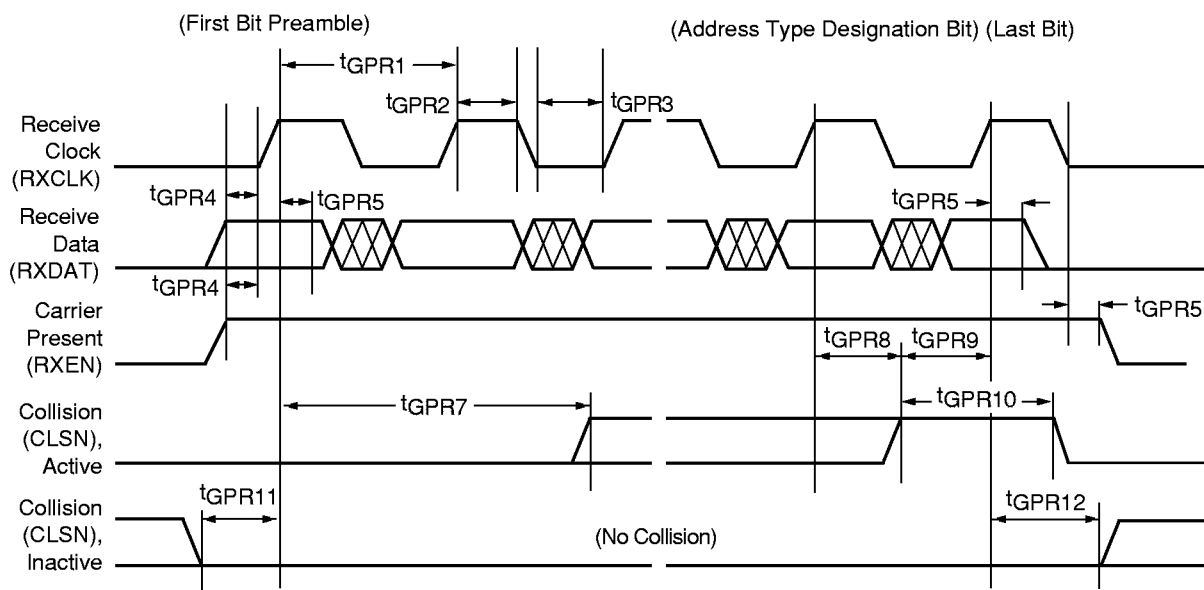 (First Bit Preamble)
(Address Type Designation Bit) (Last Bit)
tGPR1
tGPR2
tGPR3
Receive
Clock
(RXCLK)
tGPR4
tGPR5
tGPR5
Receive
Data
(RXDAT)
tGPR4
Carrier
Present
(RXEN)
tGPR5
tGPR8
tGPR9
tGPR7
tGPR10
Collision
(CLSN),
Active
tGPR11
tGPR12
Collision
(CLSN),
Inactive
(No Collision)